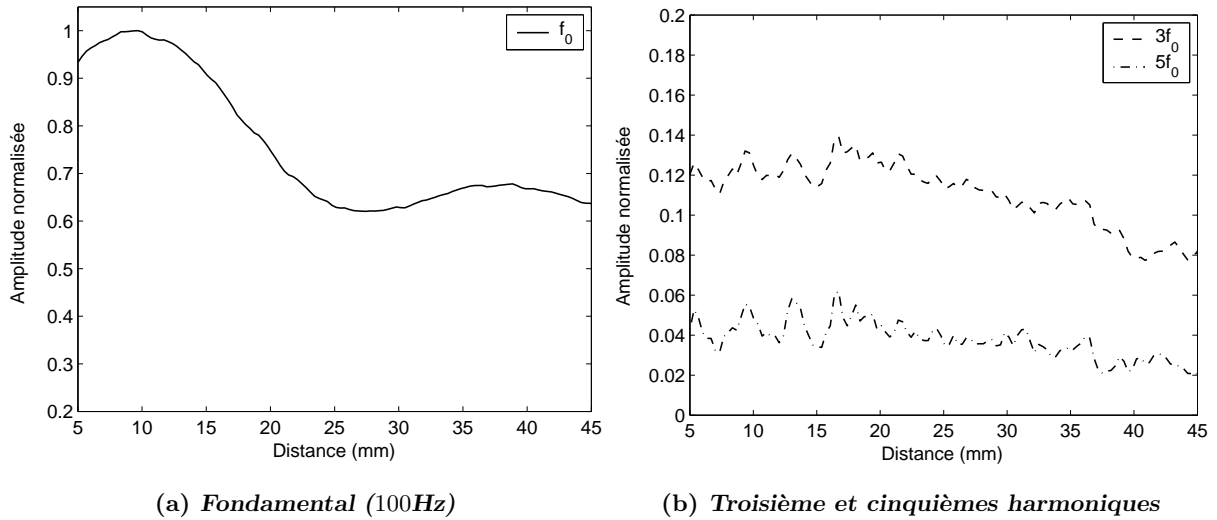 1
0.9
0.8
0.7
0.6
0.5
0.4
0.3
0.2
5 10 15 20 25 30 35 40 45
Distance (mm)
Amplitude normalisée
f_0
(a) Fondamental (100Hz)
0.2
0.18
0.16
0.14
0.12
0.1
0.08
0.06
0.04
0.02
0
5 10 15 20 25 30 35 40 45
Distance (mm)
Amplitude normalisée
3f_0
5f_0
(b) Troisième et cinquièmes harmoniques